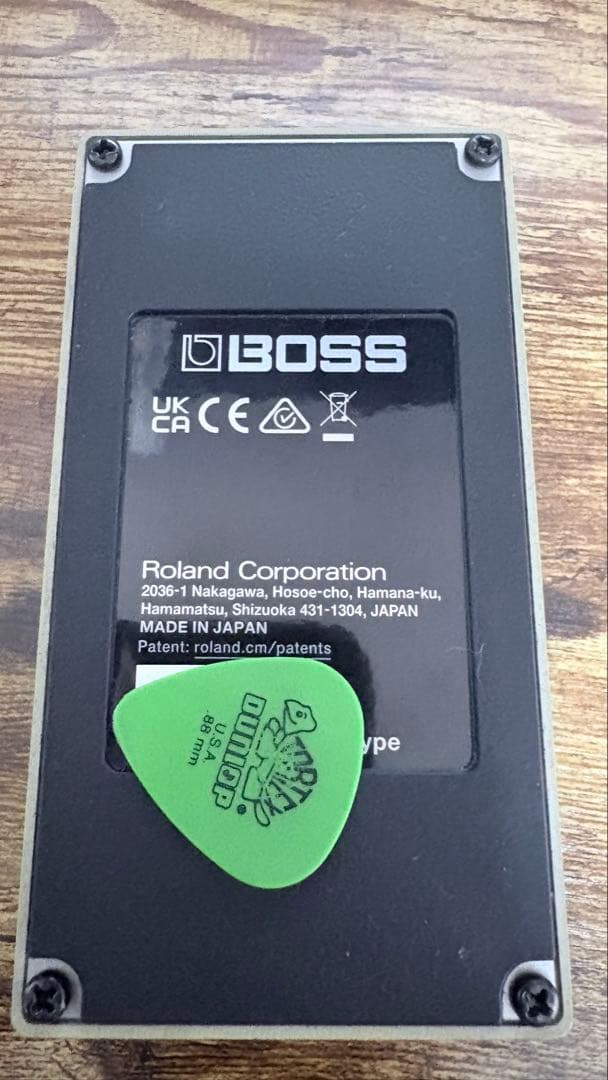 BOSS
UK
CA CE
Roland Corporation
2036-1 Nakagawa, Hosoe-cho, Hamana-ku,
Hamamatsu, Shizuoka 431-1304, JAPAN
MADE IN JAPAN
Patent: roland.cm/patents
ype
TORTEX
DUNLOP®
U.S.A
.88 mm